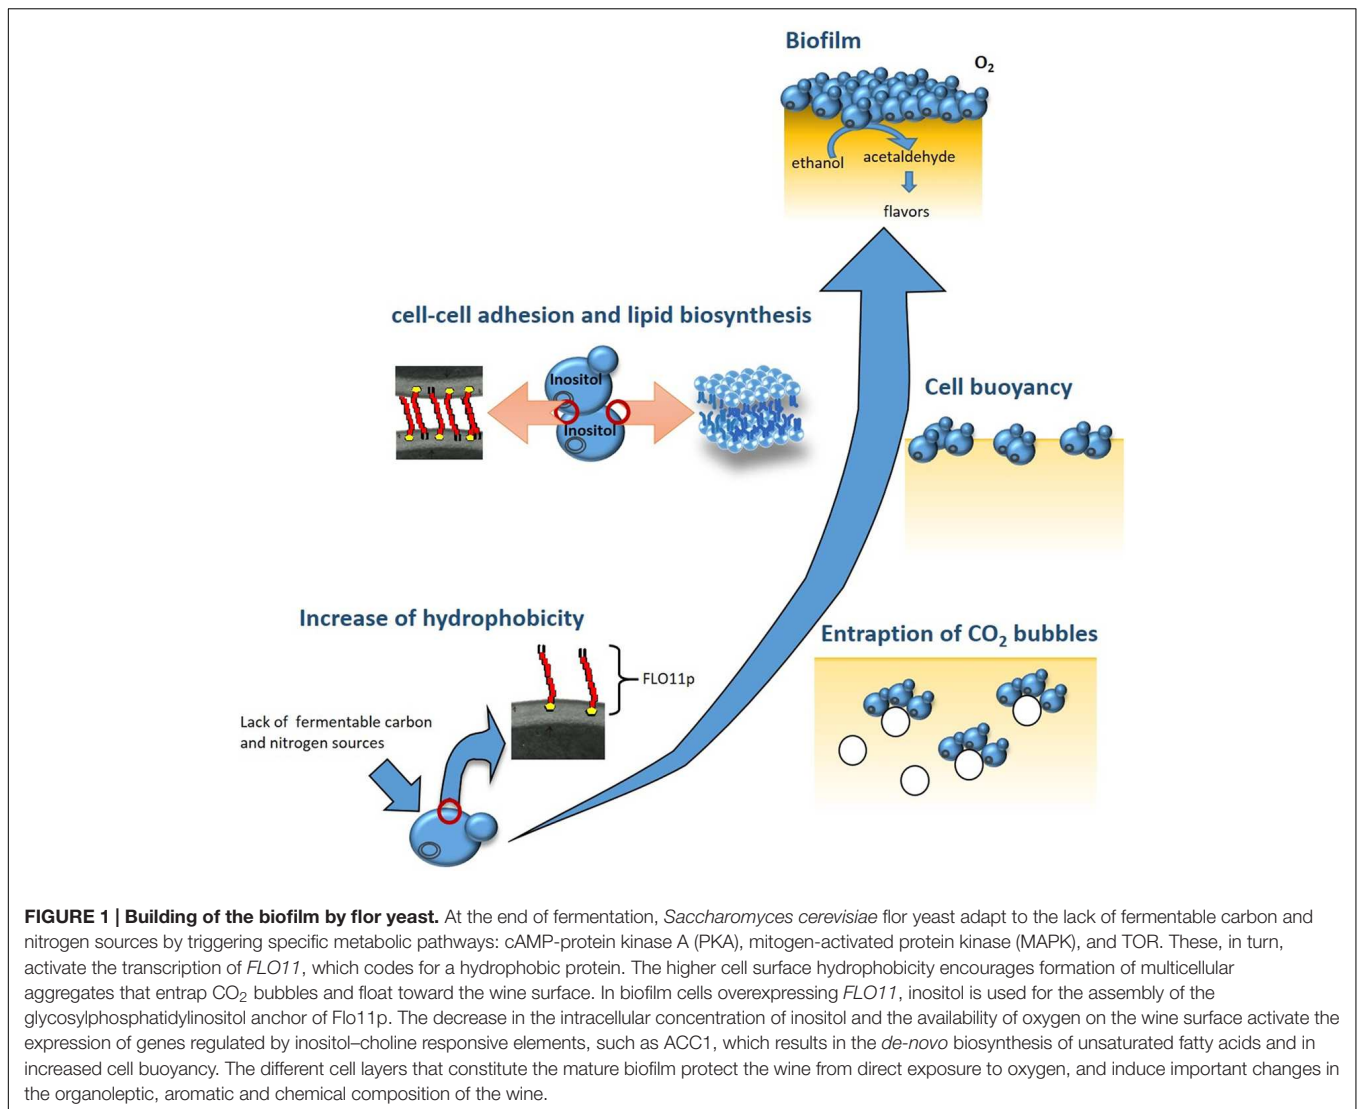 Biofilm
O₂
ethanol
acetaldehyde
flavors
cell-cell adhesion and lipid biosynthesis
Inositol
Inositol
Cell buoyancy
Increase of hydrophobicity
FLO11p
Lack of fermentable carbon
and nitrogen sources
Entraption of CO₂ bubbles
FIGURE 1 | Building of the biofilm by flor yeast. At the end of fermentation, Saccharomyces cerevisiae flor yeast adapt to the lack of fermentable carbon and
nitrogen sources by triggering specific metabolic pathways: cAMP-protein kinase A (PKA), mitogen-activated protein kinase (MAPK), and TOR. These, in turn,
activate the transcription of FLO11, which codes for a hydrophobic protein. The higher cell surface hydrophobicity encourages formation of multicellular
aggregates that entrap CO₂ bubbles and float toward the wine surface. In biofilm cells overexpressing FLO11, inositol is used for the assembly of the
glycosylphosphatidylinositol anchor of Flo11p. The decrease in the intracellular concentration of inositol and the availability of oxygen on the wine surface activate the
expression of genes regulated by inositol–choline responsive elements, such as ACC1, which results in the de-novo biosynthesis of unsaturated fatty acids and in
increased cell buoyancy. The different cell layers that constitute the mature biofilm protect the wine from direct exposure to oxygen, and induce important changes in
the organoleptic, aromatic and chemical composition of the wine.